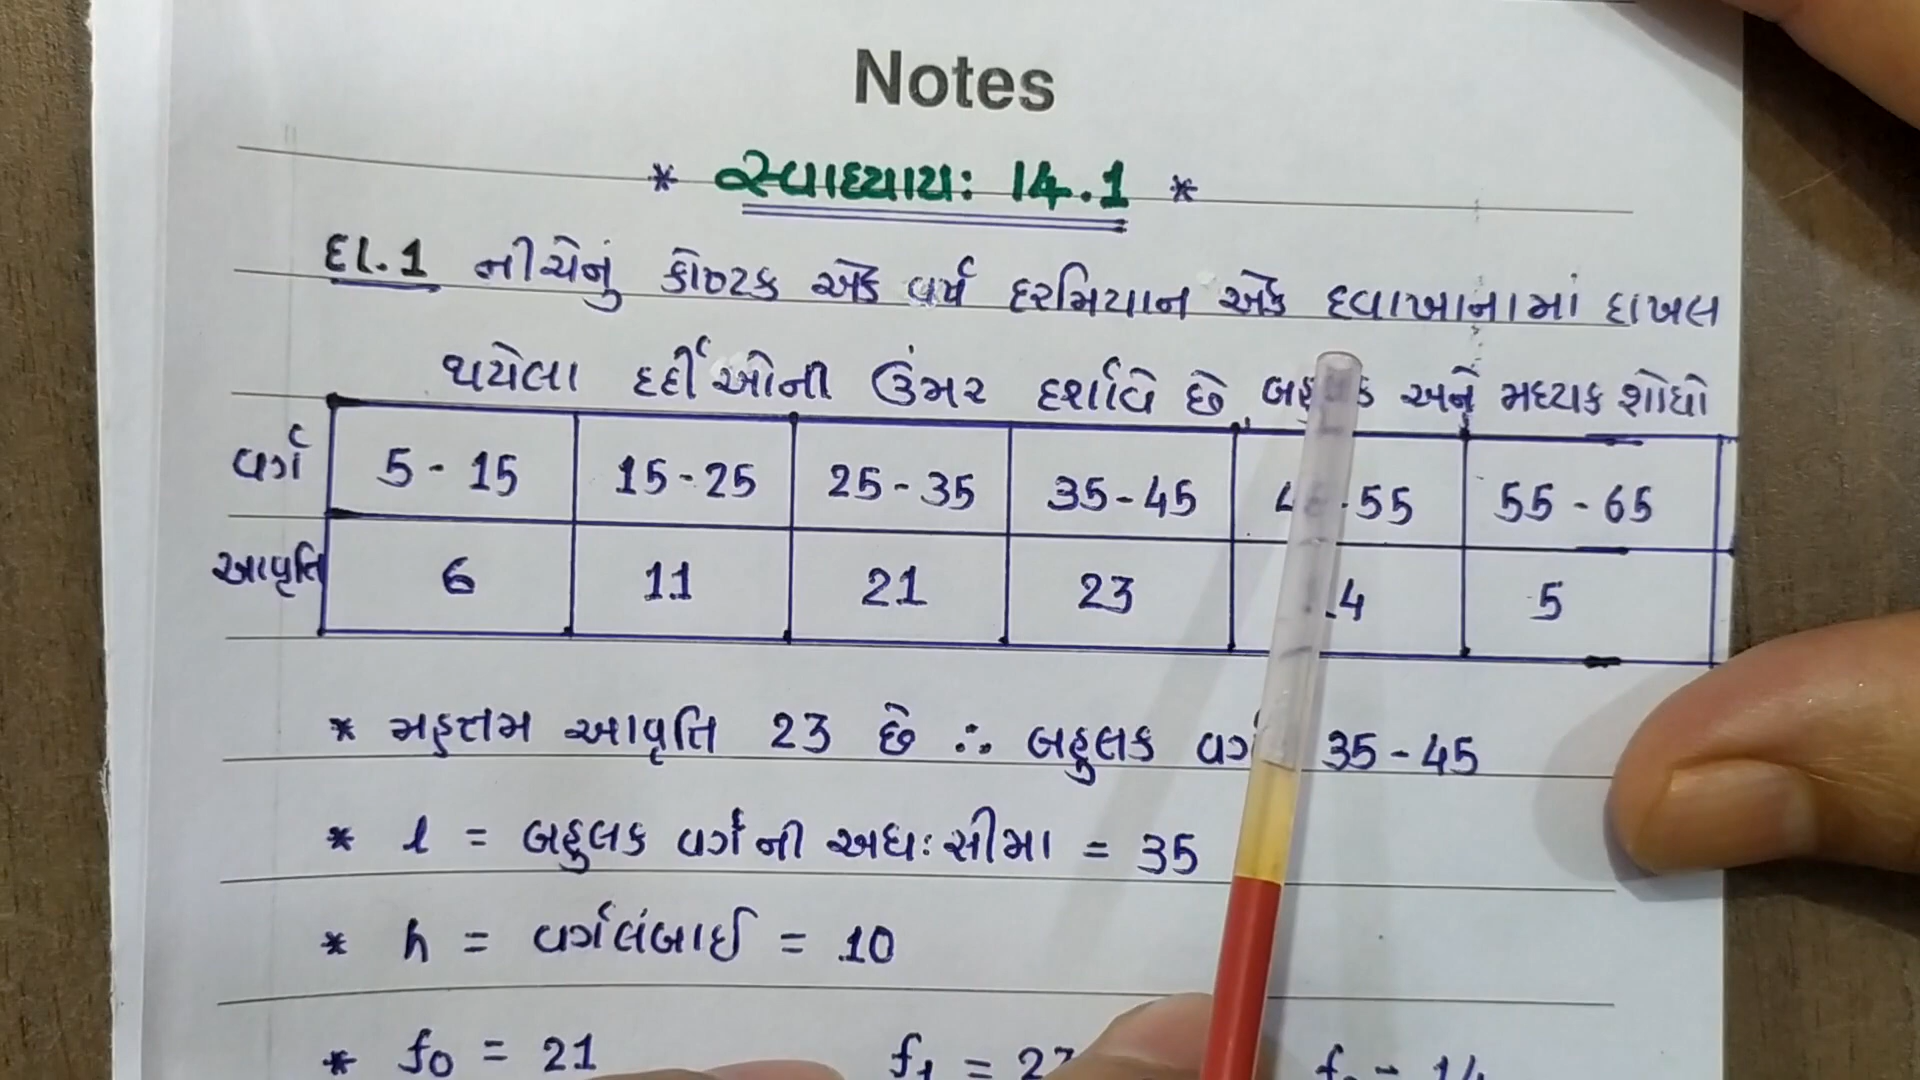 Notes
* સ્વાધ્યાય: 14.1 *
દા.1 નીચેનું કોષ્ટક એક વર્ષ દરમિયાન એક દવાખાનામાં દાખલ
થયેલા દર્દીઓની ઉંમર દર્શાવે છે. અને મધ્યક શોધો
વર્ગ 5 - 15 15-25 25-35 35-45 55 55 - 65
આવૃત્તિ 6 11 21 23 5
* મહત્તમ આવૃત્તિ 23 છે ∴ બહુલક વર્ગ 35-45
* l = બહુલક વર્ગની અધ:સીમા = 35
* h = વર્ગલંબાઈ = 10
* f0 = 21 f1 =